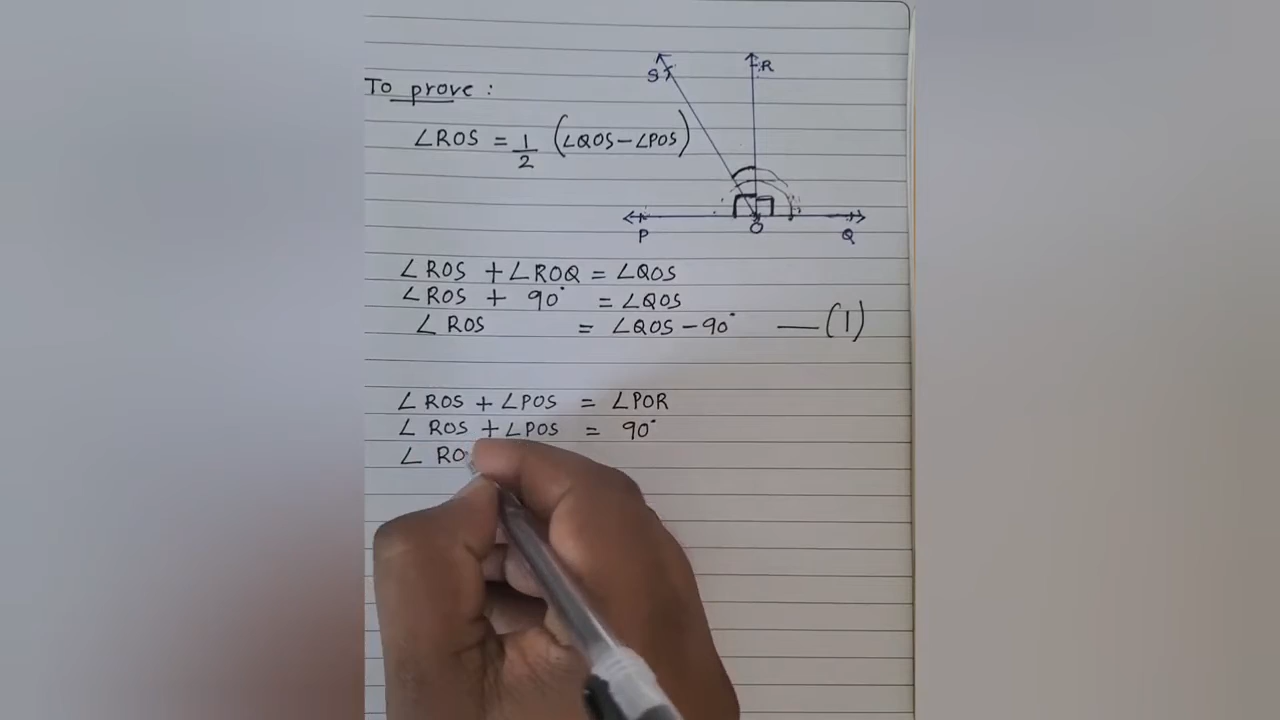 To prove :
∠ROS = 1/2 (∠QOS - ∠POS)
S
R
P
O
Q
∠ROS + ∠ROQ = ∠QOS
∠ROS + 90° = ∠QOS
∠ROS = ∠QOS - 90° — (1)
∠ROS + ∠POS = ∠POR
∠ROS + ∠POS = 90°
∠RO